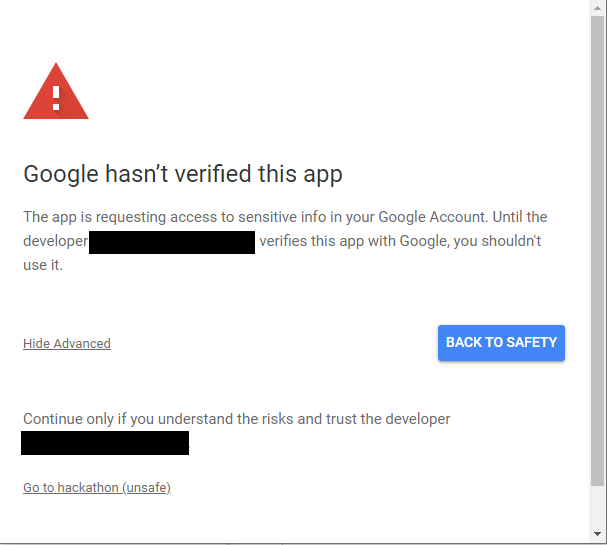 Google hasn’t verified this app
The app is requesting access to sensitive info in your Google Account. Until the
developer verifies this app with Google, you shouldn't
use it.
Hide Advanced
BACK TO SAFETY
Continue only if you understand the risks and trust the developer
Go to hackathon (unsafe)